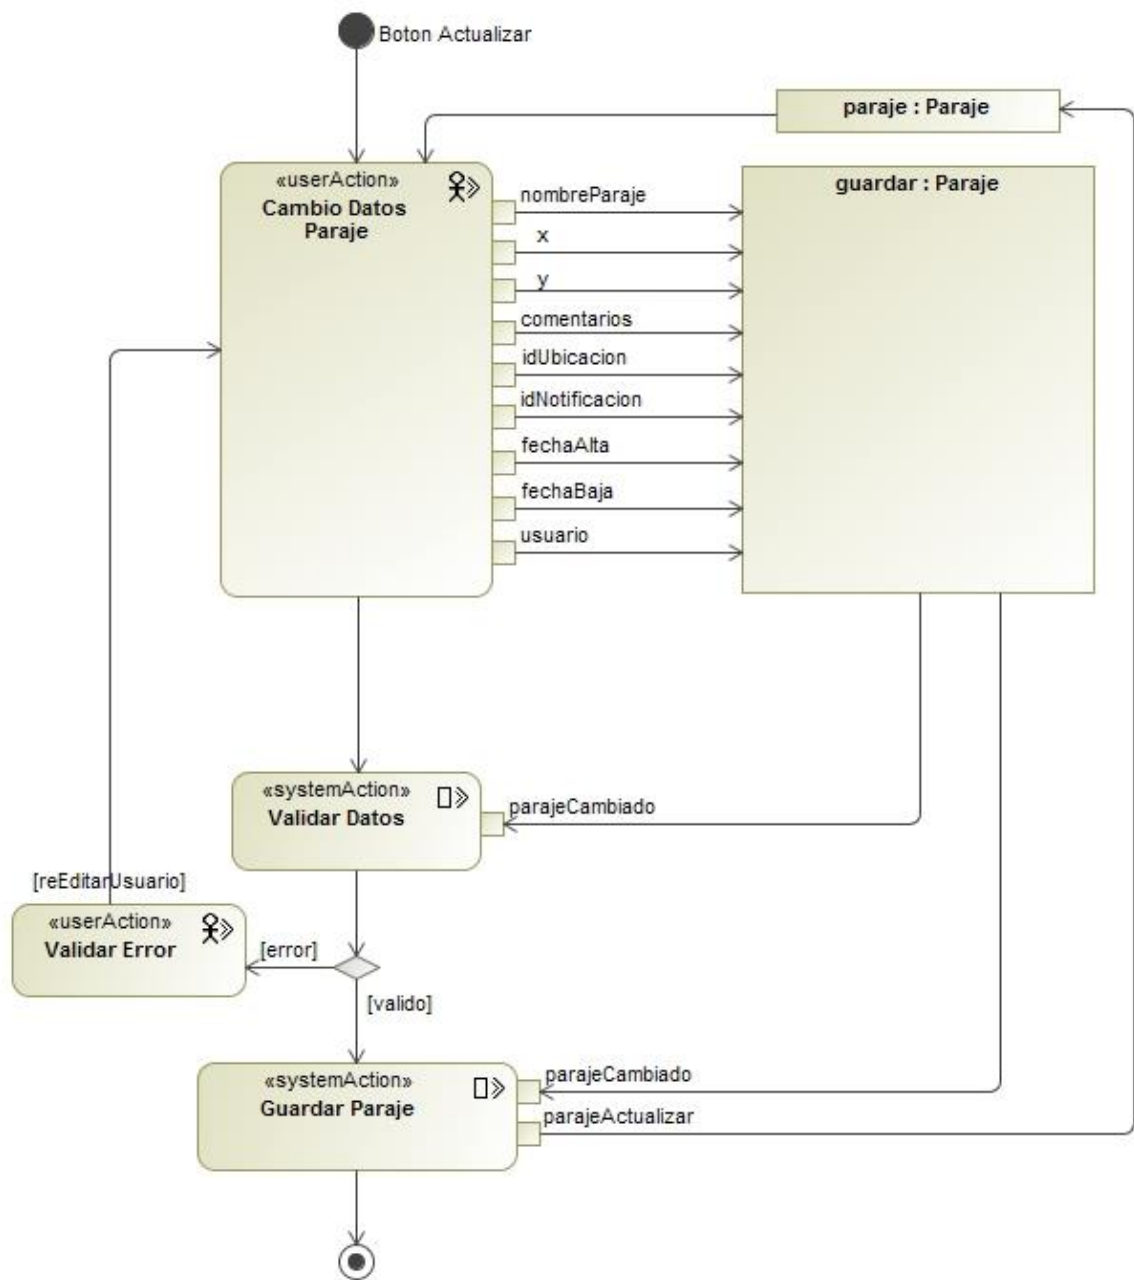 Boton Actualizar
paraje : Paraje
«userAction»
Cambio Datos
Paraje
guardar : Paraje
nombreParaje
x
y
comentarios
idUbicacion
idNotificacion
fechaAlta
fechaBaja
usuario
«systemAction»
Validar Datos
parajeCambiado
[reEditarUsuario]
«userAction»
Validar Error
[error]
[valido]
«systemAction»
Guardar Paraje
parajeCambiado
parajeActualizar